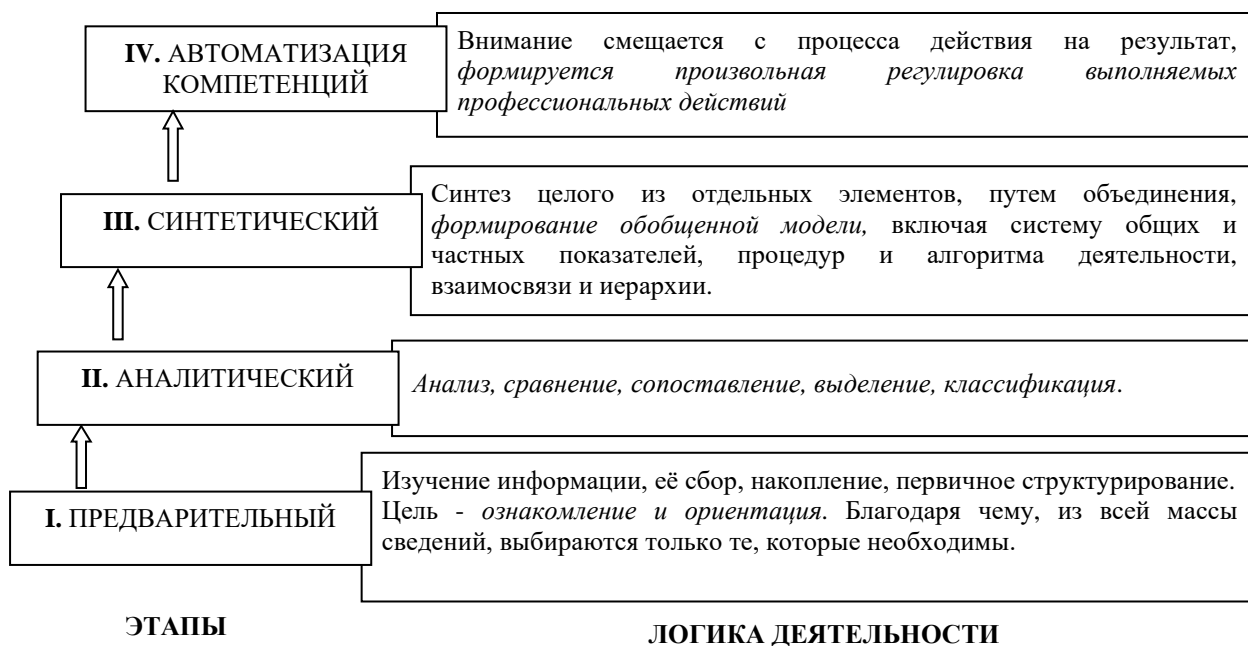 IV. АВТОМАТИЗАЦИЯ
КОМПЕТЕНЦИЙ
Внимание смещается с процесса действия на результат,
формируется произвольная регулировка выполняемых
профессиональных действий
III. СИНТЕТИЧЕСКИЙ
Синтез целого из отдельных элементов, путем объединения,
формирование обобщенной модели, включая систему общих и
частных показателей, процедур и алгоритма деятельности,
взаимосвязи и иерархии.
II. АНАЛИТИЧЕСКИЙ
Анализ, сравнение, сопоставление, выделение, классификация.
I. ПРЕДВАРИТЕЛЬНЫЙ
Изучение информации, её сбор, накопление, первичное структурирование.
Цель - ознакомление и ориентация. Благодаря чему, из всей массы
сведений, выбираются только те, которые необходимы.
ЭТАПЫ
ЛОГИКА ДЕЯТЕЛЬНОСТИ